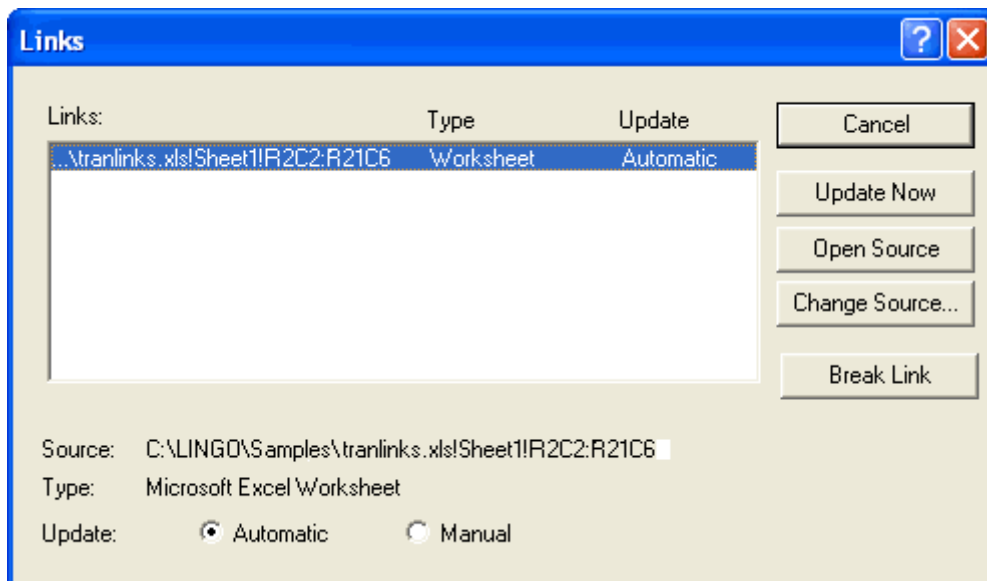 Links
Links: Type Update
...\tranlinks.xls!Sheet1!R2C2:R21C6 Worksheet Automatic
Cancel
Update Now
Open Source
Change Source...
Break Link
Source: C:\LINGO\Samples\tranlinks.xls!Sheet1!R2C2:R21C6
Type: Microsoft Excel Worksheet
Update: Automatic Manual